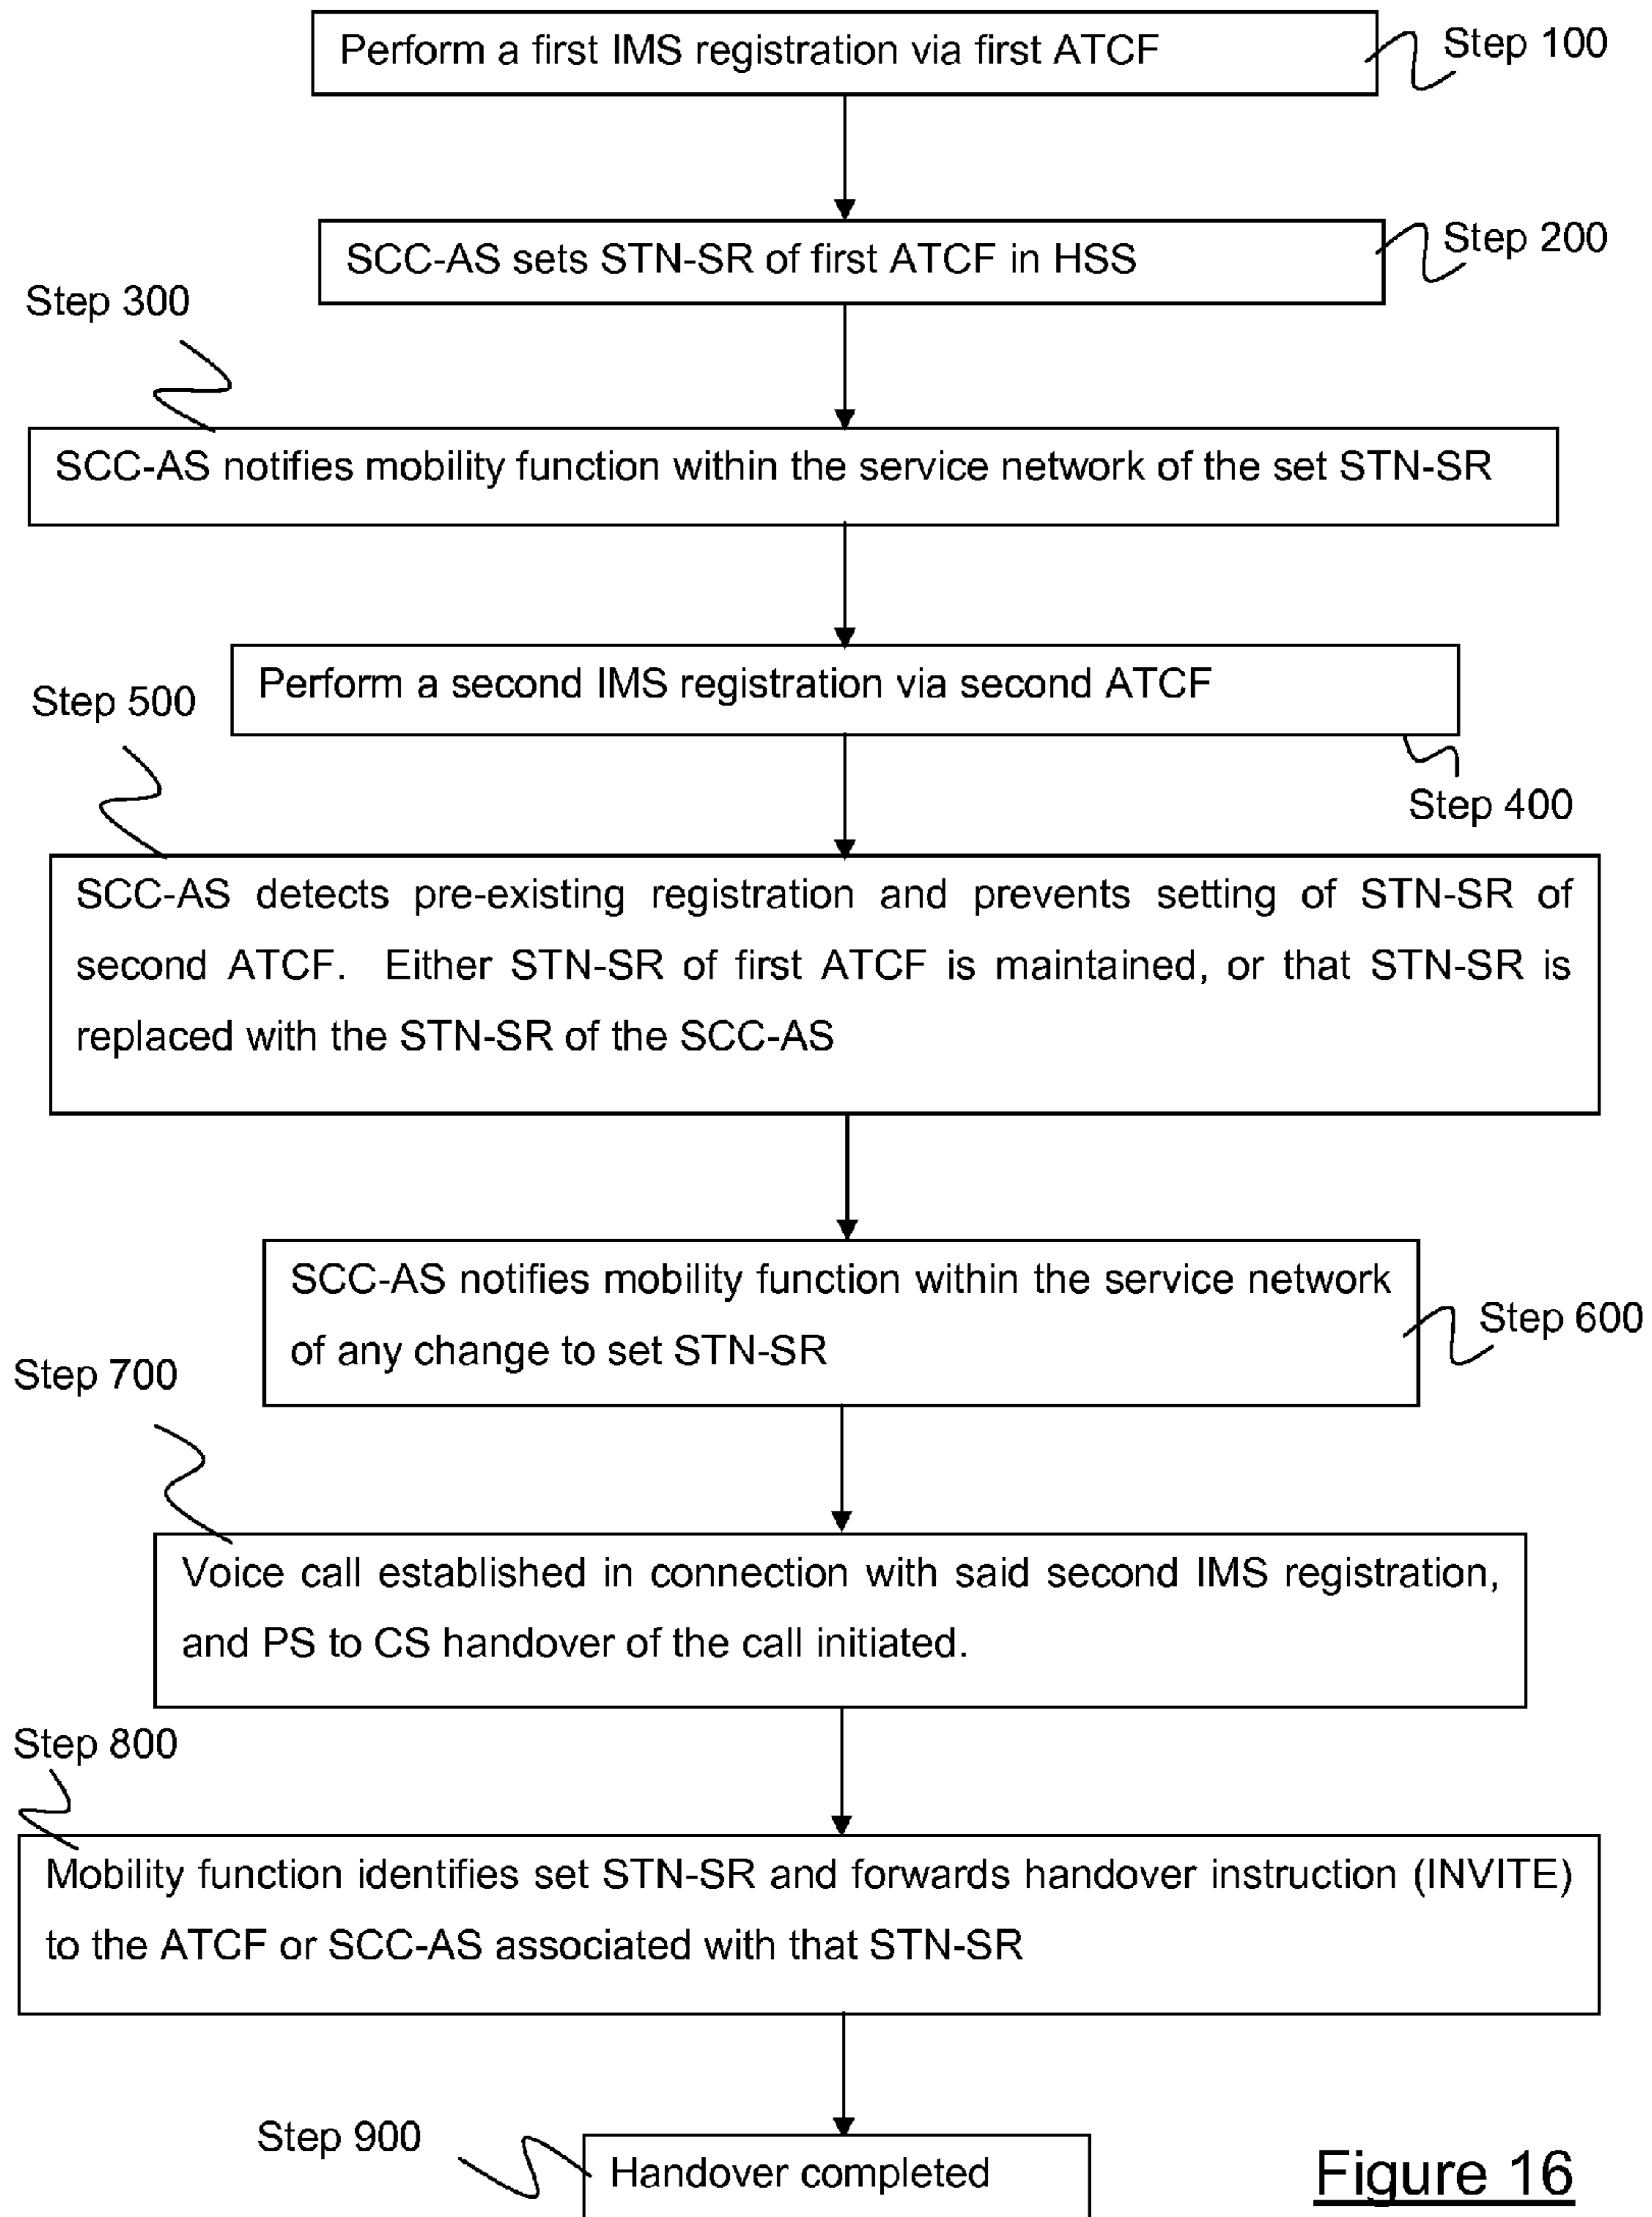 Perform a first IMS registration via first ATCF
Step 100
SCC-AS sets STN-SR of first ATCF in HSS
Step 200
Step 300
SCC-AS notifies mobility function within the service network of the set STN-SR
Perform a second IMS registration via second ATCF
Step 400
Step 500
SCC-AS detects pre-existing registration and prevents setting of STN-SR of
second ATCF. Either STN-SR of first ATCF is maintained, or that STN-SR is
replaced with the STN-SR of the SCC-AS
SCC-AS notifies mobility function within the service network
of any change to set STN-SR
Step 600
Step 700
Voice call established in connection with said second IMS registration,
and PS to CS handover of the call initiated.
Step 800
Mobility function identifies set STN-SR and forwards handover instruction (INVITE)
to the ATCF or SCC-AS associated with that STN-SR
Step 900
Handover completed
Figure 16